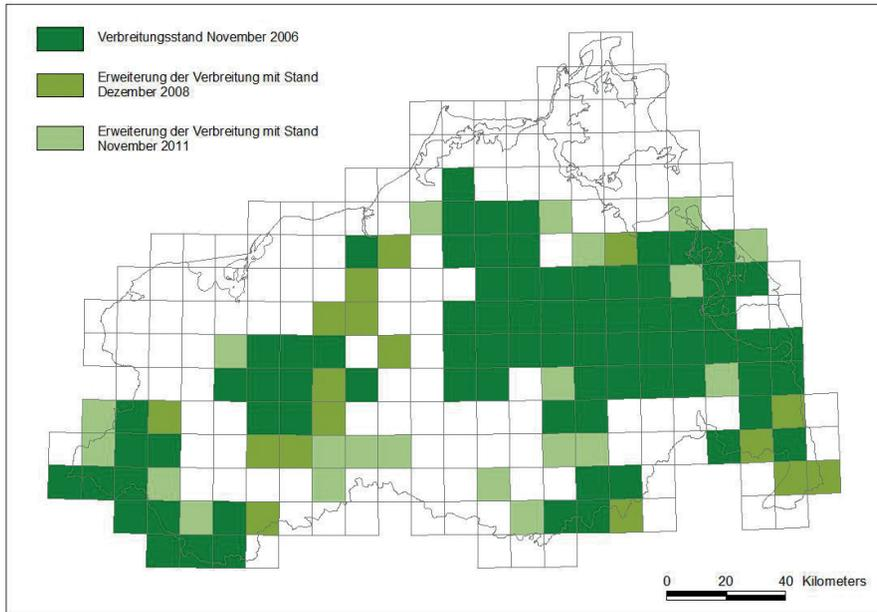 Verbreitungsstand November 2006
Erweiterung der Verbreitung mit Stand
Dezember 2008
Erweiterung der Verbreitung mit Stand
November 2011
0 20 40 Kilometers